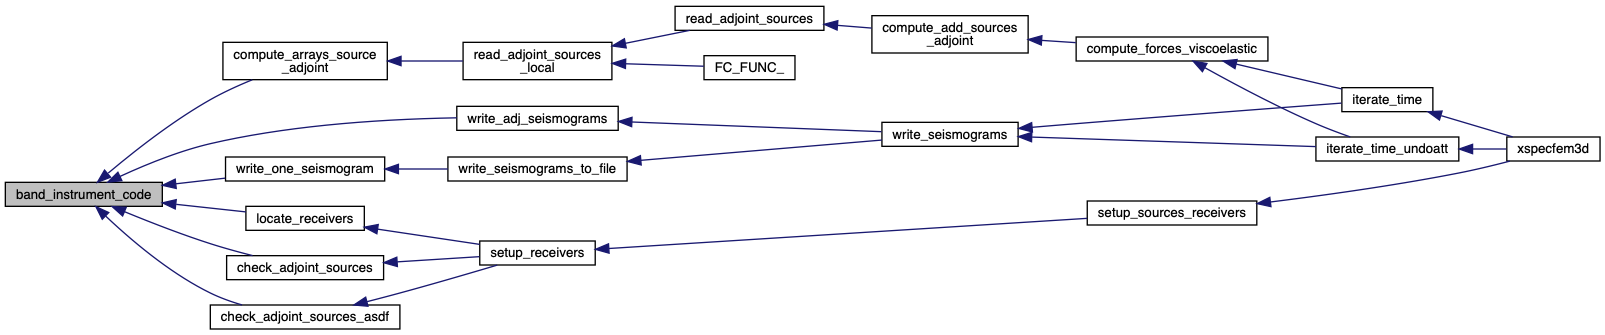 read_adjoint_sources
compute_add_sources
_adjoint
compute_arrays_source
_adjoint
read_adjoint_sources
_local
compute_forces_viscoelastic
FC_FUNC_
iterate_time
write_adj_seismograms
write_seismograms
iterate_time_undoatt
xspecfem3d
write_one_seismogram
write_seismograms_to_file
band_instrument_code
locate_receivers
setup_sources_receivers
setup_receivers
check_adjoint_sources
check_adjoint_sources_asdf